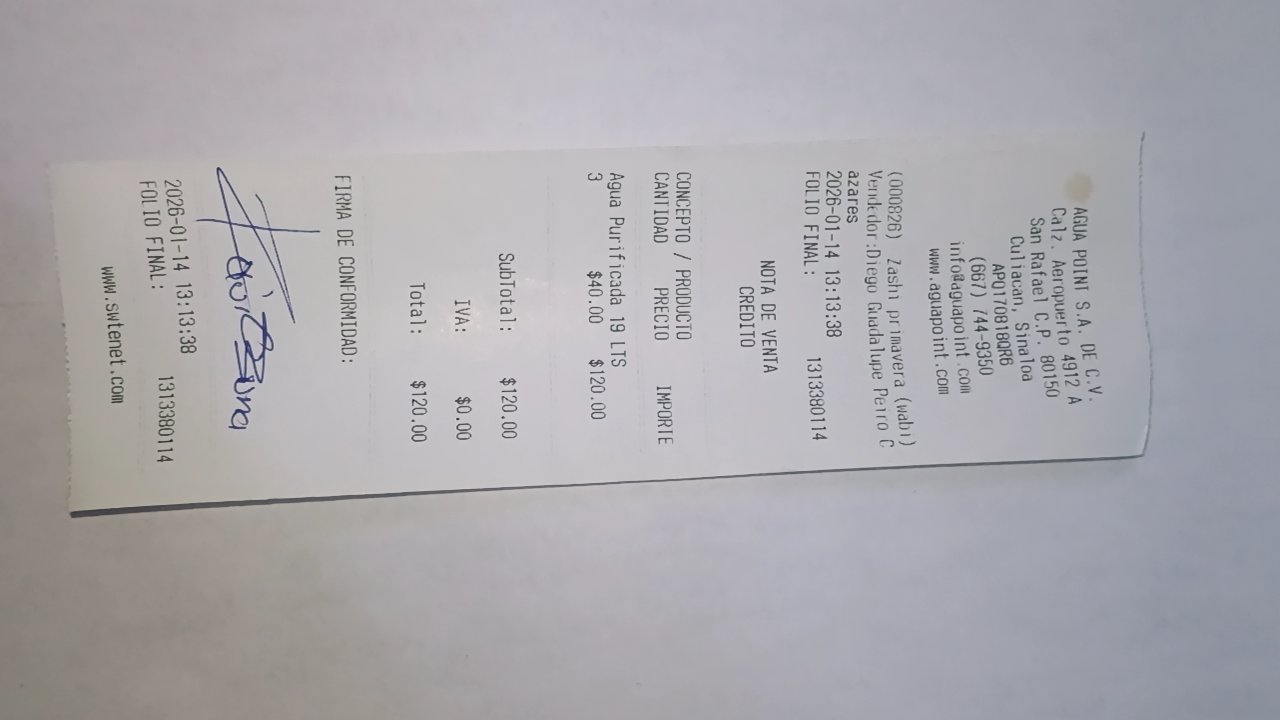 AGUA POINT S.A. DE C.V.
Calz. Aeropuerto 4912 A
San Rafael C.P. 80150
Culiacan, Sinaloa
APO170818QR6
(667) 744-9350
info@aguapoint.com
www.aguapoint.com
(000826) Zashi primavera (wabi)
Vendedor:Diego Guadalupe Peiro C
azares
2026-01-14 13:13:38
FOLIO FINAL: 1313380114
NOTA DE VENTA
CREDITO
CONCEPTO / PRODUCTO
CANTIDAD PRECIO IMPORTE
Agua Purificada 19 LTS
3 $40.00 $120.00
SubTotal: $120.00
IVA: $0.00
Total: $120.00
FIRMA DE CONFORMIDAD:
2026-01-14 13:13:38
FOLIO FINAL: 1313380114
www.swtenet.com